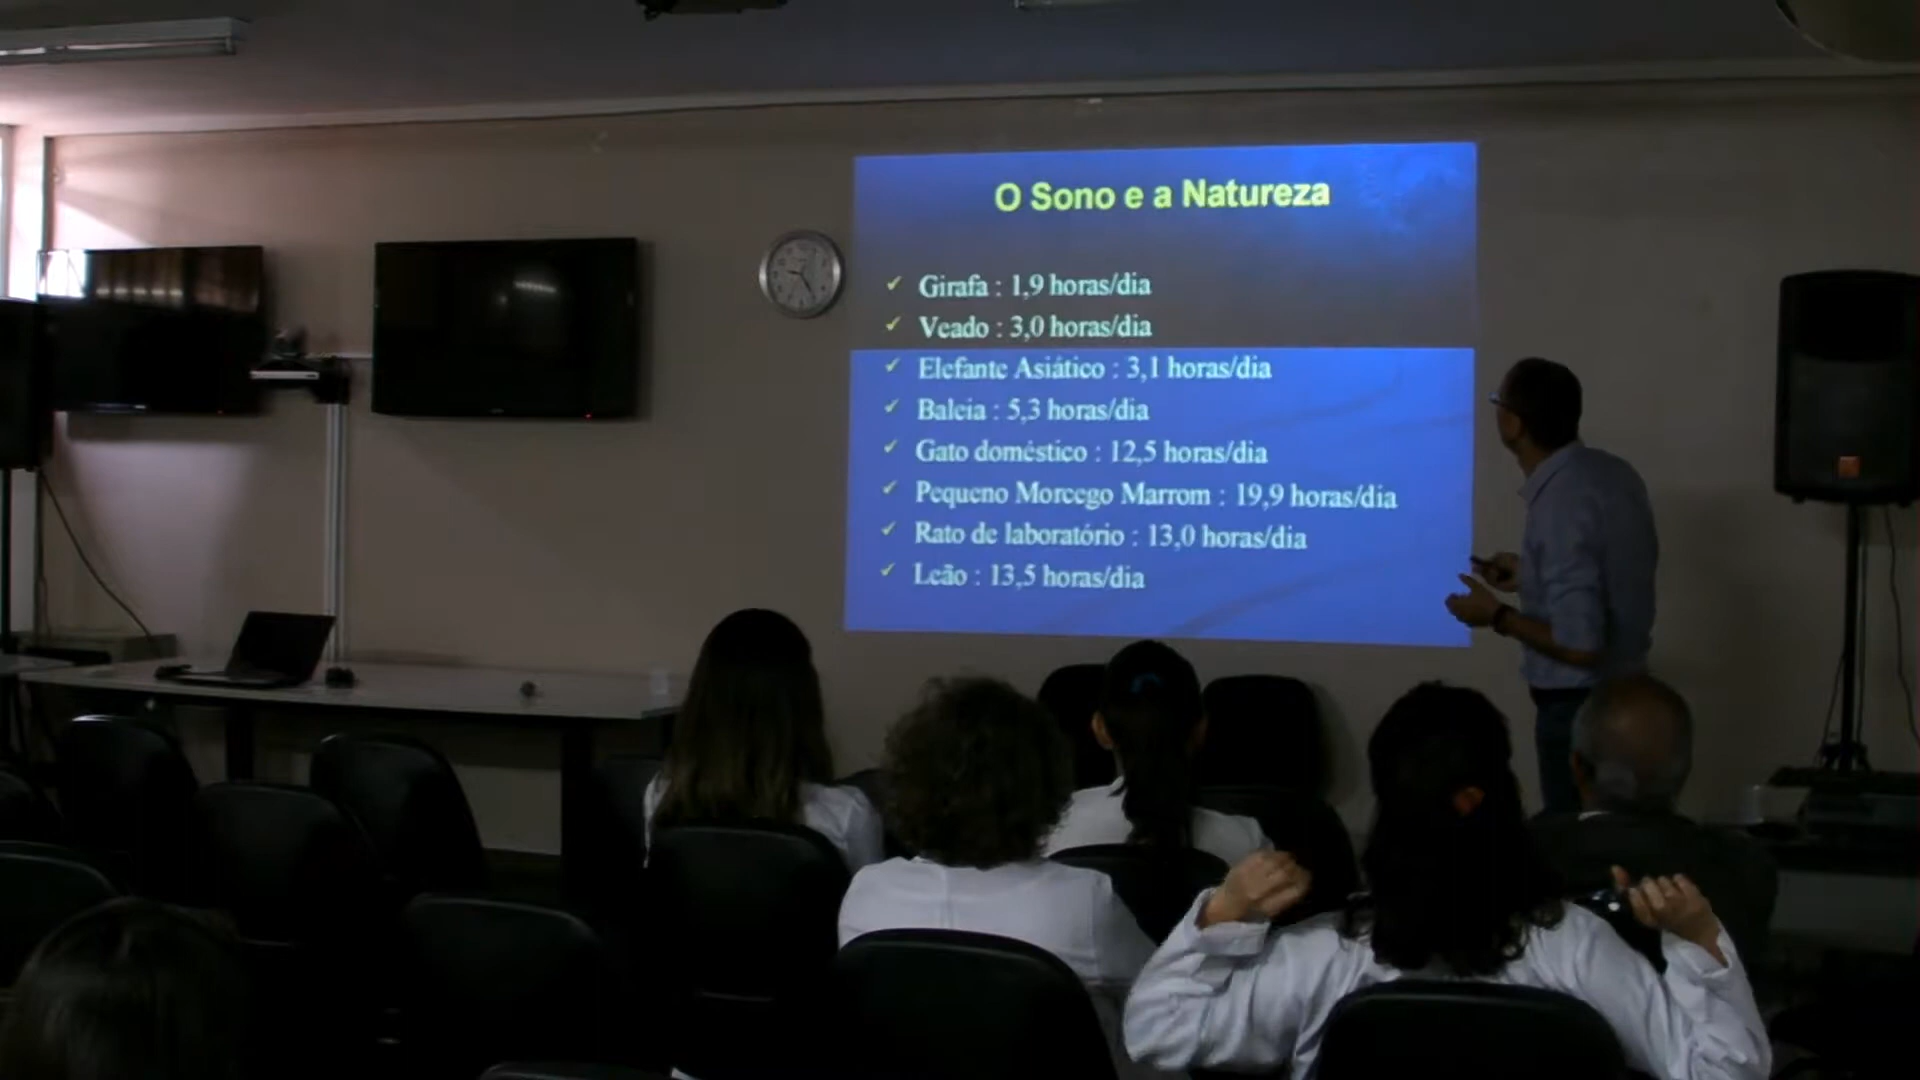 O Sono e a Natureza
✓ Girafa : 1,9 horas/dia
✓ Veado : 3,0 horas/dia
✓ Elefante Asiático : 3,1 horas/dia
✓ Baleia : 5,3 horas/dia
✓ Gato doméstico : 12,5 horas/dia
✓ Pequeno Morcego Marrom : 19,9 horas/dia
✓ Rato de laboratório : 13,0 horas/dia
✓ Leão : 13,5 horas/dia